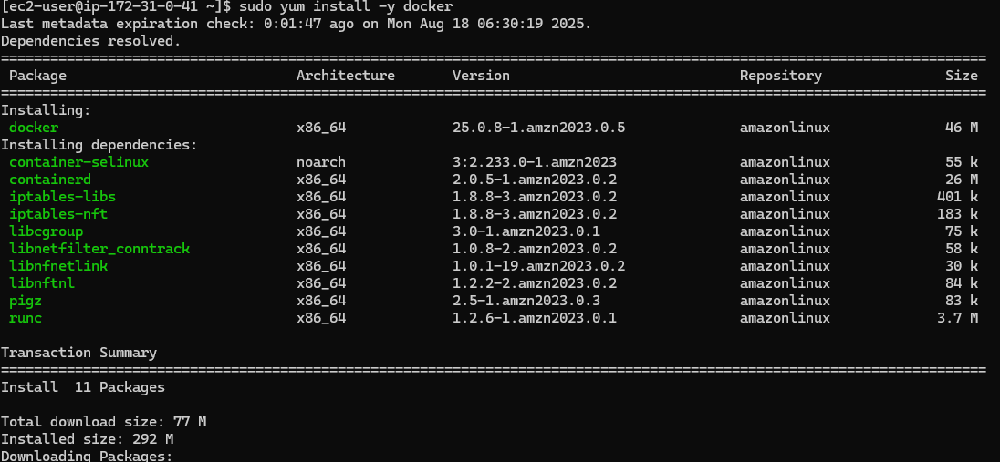 [ec2-user@ip-172-31-0-41 ~]$ sudo yum install -y docker
Last metadata expiration check: 0:01:47 ago on Mon Aug 18 06:30:19 2025.
Dependencies resolved.
========================================================================================================================
Package Architecture Version Repository Size
========================================================================================================================
Installing:
docker x86_64 25.0.8-1.amzn2023.0.5 amazonlinux 46 M
Installing dependencies:
container-selinux noarch 3:2.233.0-1.amzn2023 amazonlinux 55 k
containerd x86_64 2.0.5-1.amzn2023.0.2 amazonlinux 26 M
iptables-libs x86_64 1.8.8-3.amzn2023.0.2 amazonlinux 401 k
iptables-nft x86_64 1.8.8-3.amzn2023.0.2 amazonlinux 183 k
libcgroup x86_64 3.0-1.amzn2023.0.1 amazonlinux 75 k
libnetfilter_conntrack x86_64 1.0.8-2.amzn2023.0.2 amazonlinux 58 k
libnfnetlink x86_64 1.0.1-19.amzn2023.0.2 amazonlinux 30 k
libnftnl x86_64 1.2.2-2.amzn2023.0.2 amazonlinux 84 k
pigz x86_64 2.5-1.amzn2023.0.3 amazonlinux 83 k
runc x86_64 1.2.6-1.amzn2023.0.1 amazonlinux 3.7 M
Transaction Summary
========================================================================================================================
Install 11 Packages
Total download size: 77 M
Installed size: 292 M
Downloading Packages: